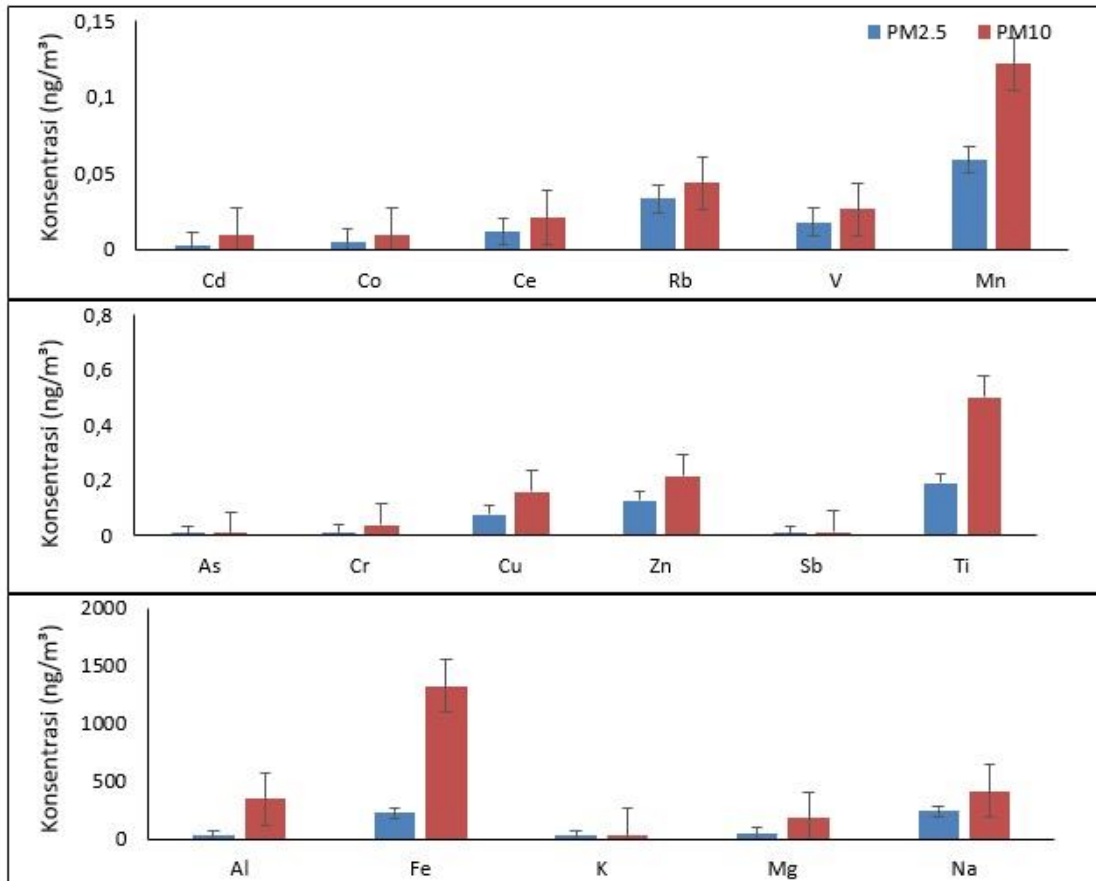 Konsentrasi (ng/m³)
0,15
0,1
0,05
0
PM2.5 PM10
Cd Co Ce Rb V Mn
Konsentrasi (ng/m³)
0,8
0,6
0,4
0,2
0
As Cr Cu Zn Sb Ti
Konsentrasi (ng/m³)
2000
1500
1000
500
0
Al Fe K Mg Na